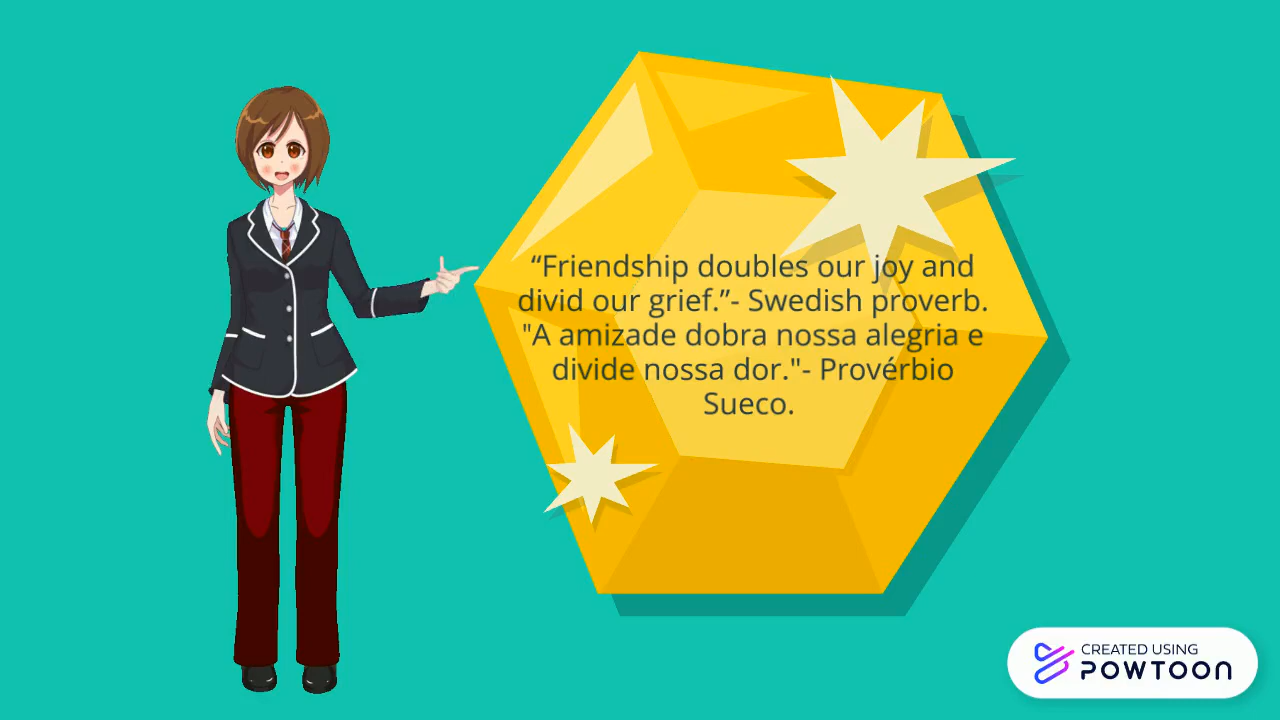 “Friendship doubles our joy and
divid our grief.”- Swedish proverb.
"A amizade dobra nossa alegria e
divide nossa dor."- Provérbio
Sueco.
CREATED USING
POWTOON